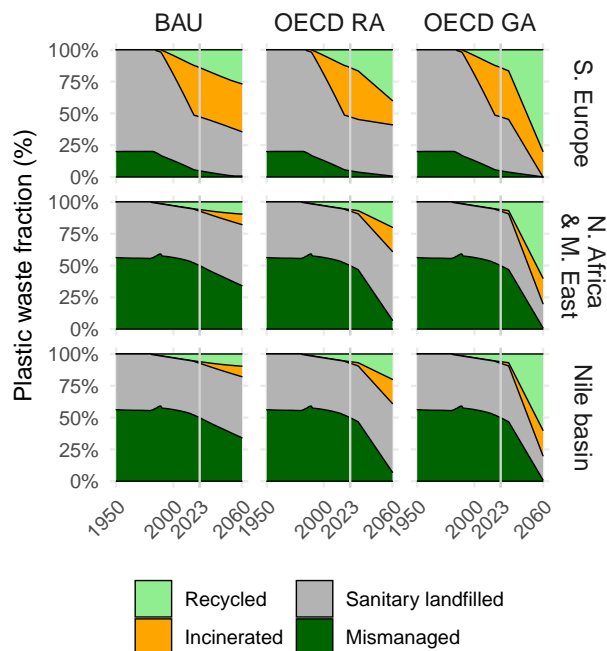 BAU OECD RA OECD GA
Plastic waste fraction (%)
100%
75%
50%
25%
0%
S. Europe
100%
75%
50%
25%
0%
N. Africa
& M. East
100%
75%
50%
25%
0%
Nile basin
1950 2000 2023 2060 1950 2000 2023 2060 1950 2000 2023 2060
Recycled Sanitary landfilled
Incinerated Mismanaged